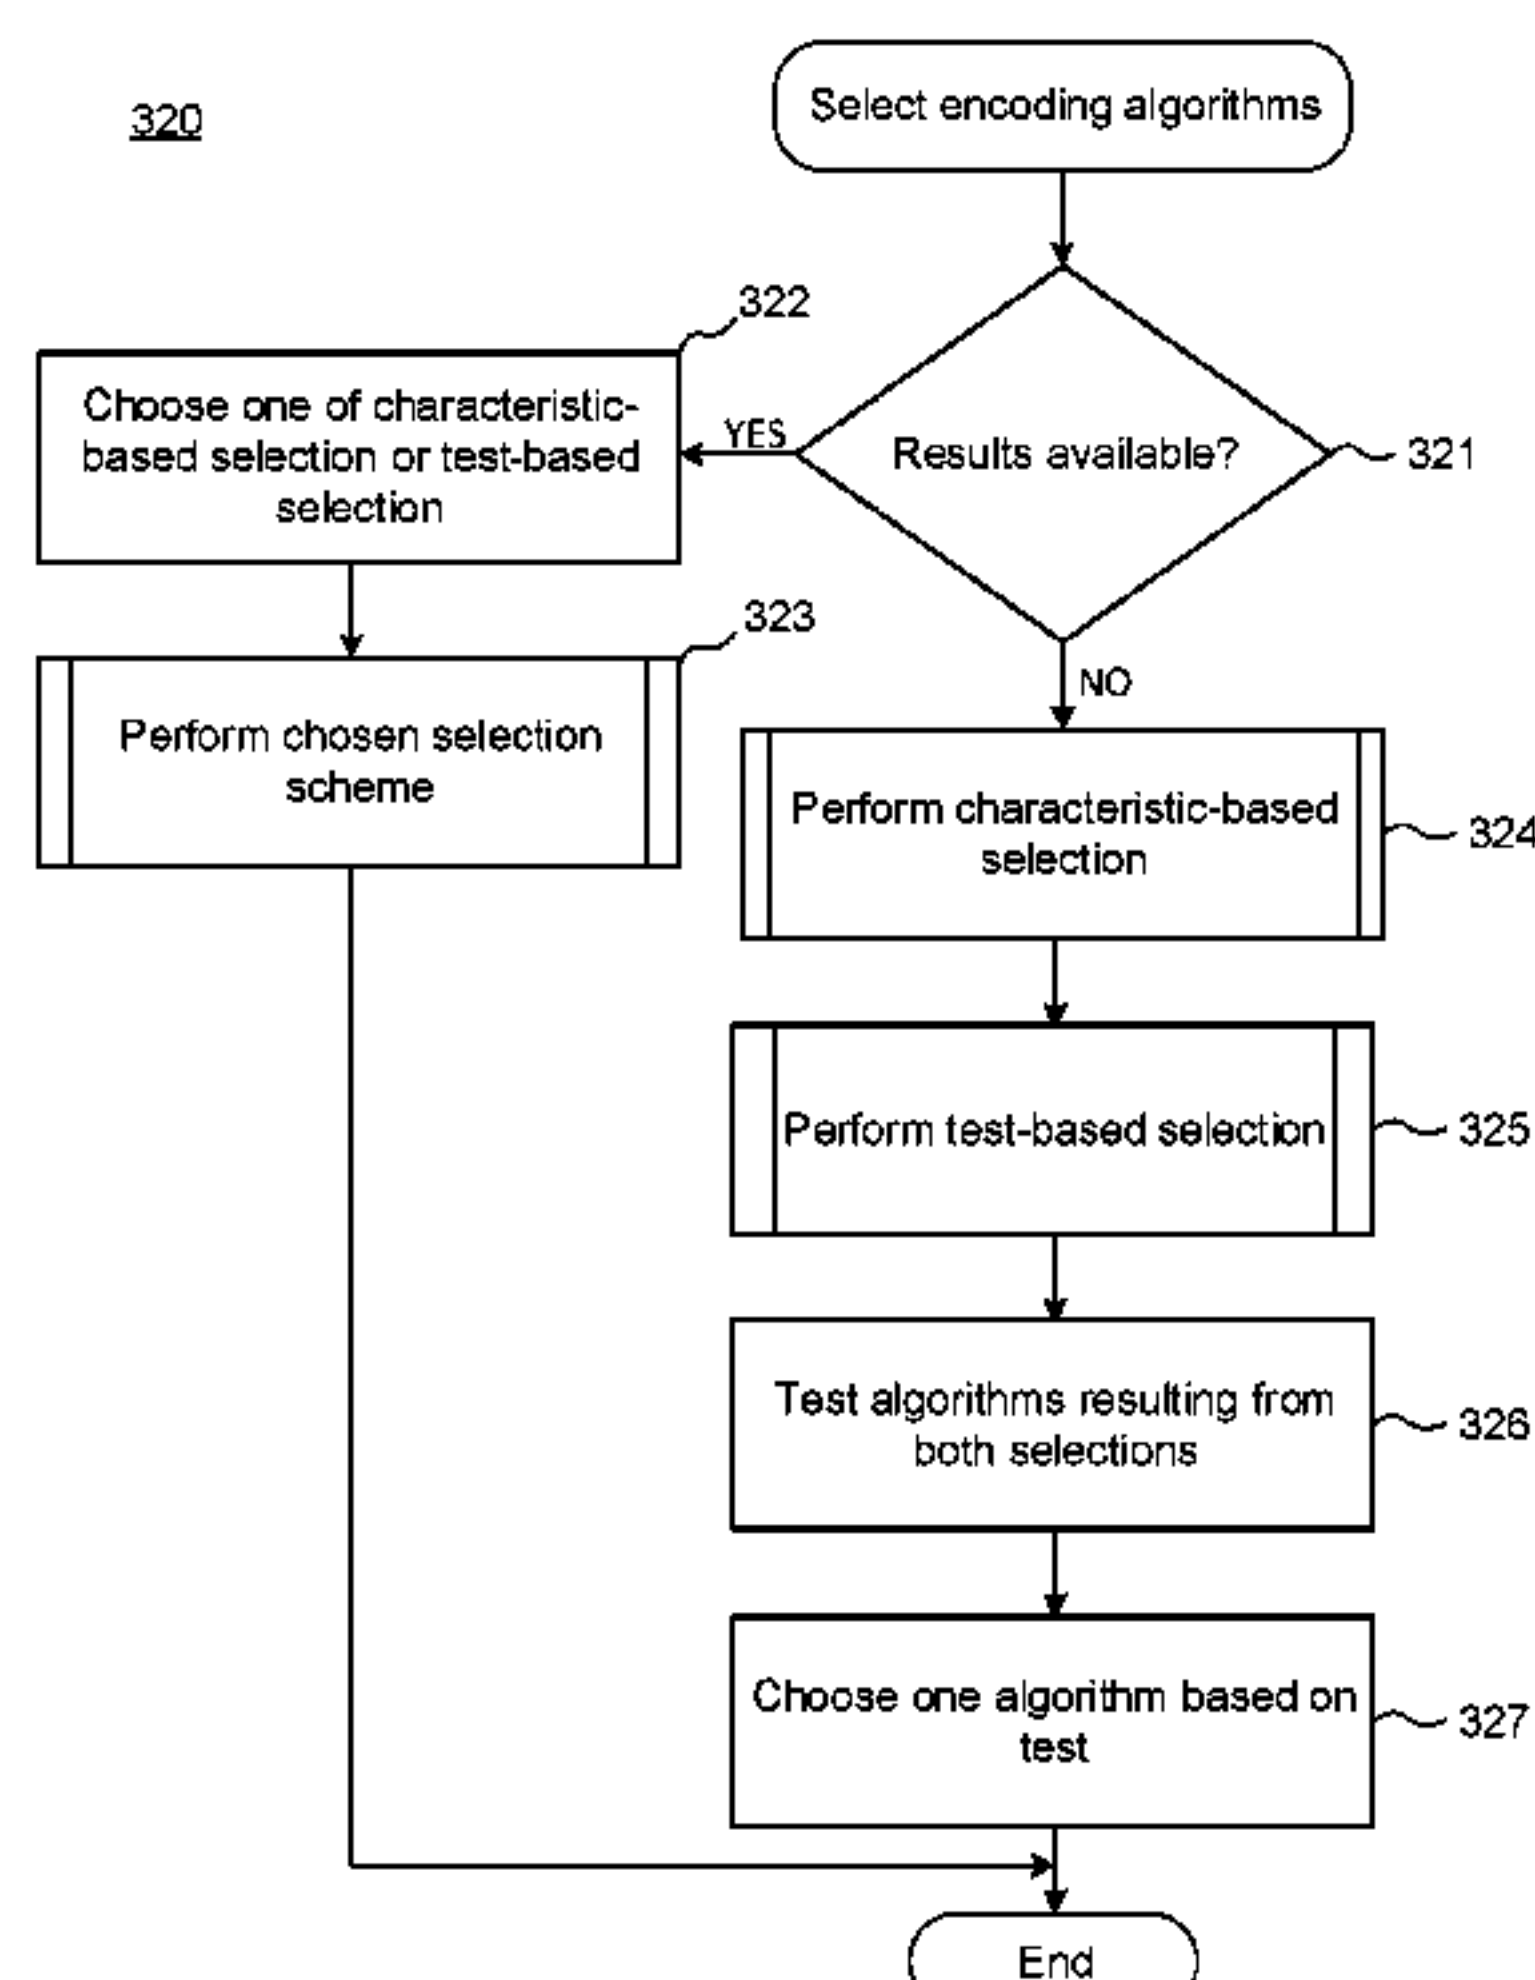 320
Select encoding algorithms
322
Choose one of characteristic-
based selection or test-based
selection
YES
Results available?
321
323
Perform chosen selection
scheme
NO
Perform characteristic-based
selection
324
Perform test-based selection
325
Test algorithms resulting from
both selections
326
Choose one algorithm based on
test
327
End